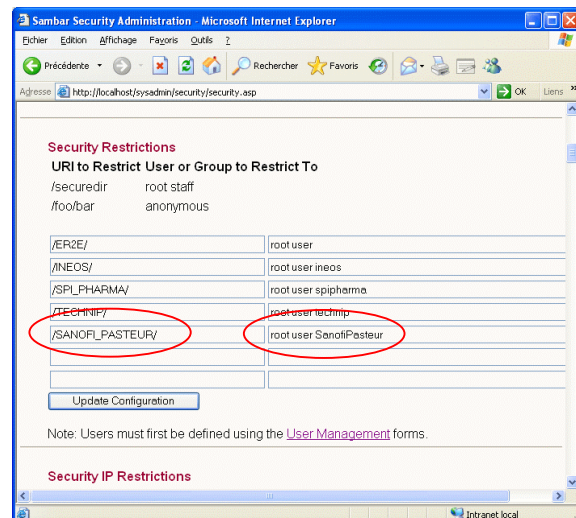 Sambar Security Administration - Microsoft Internet Explorer
Fichier Edition Affichage Favoris Outils ?
Précédente Rechercher Favoris
Adresse http://localhost/sysadmin/security/security.asp OK Liens »
Security Restrictions
URI to Restrict User or Group to Restrict To
/securedir root staff
/foo/bar anonymous
/ER2E/ root user
/INEOS/ root user ineos
/SPI_PHARMA/ root user spipharma
/TECHNIP/ root user technip
/SANOFI_PASTEUR/ root user SanofiPasteur
Update Configuration
Note: Users must first be defined using the User Management forms.
Security IP Restrictions
Intranet local